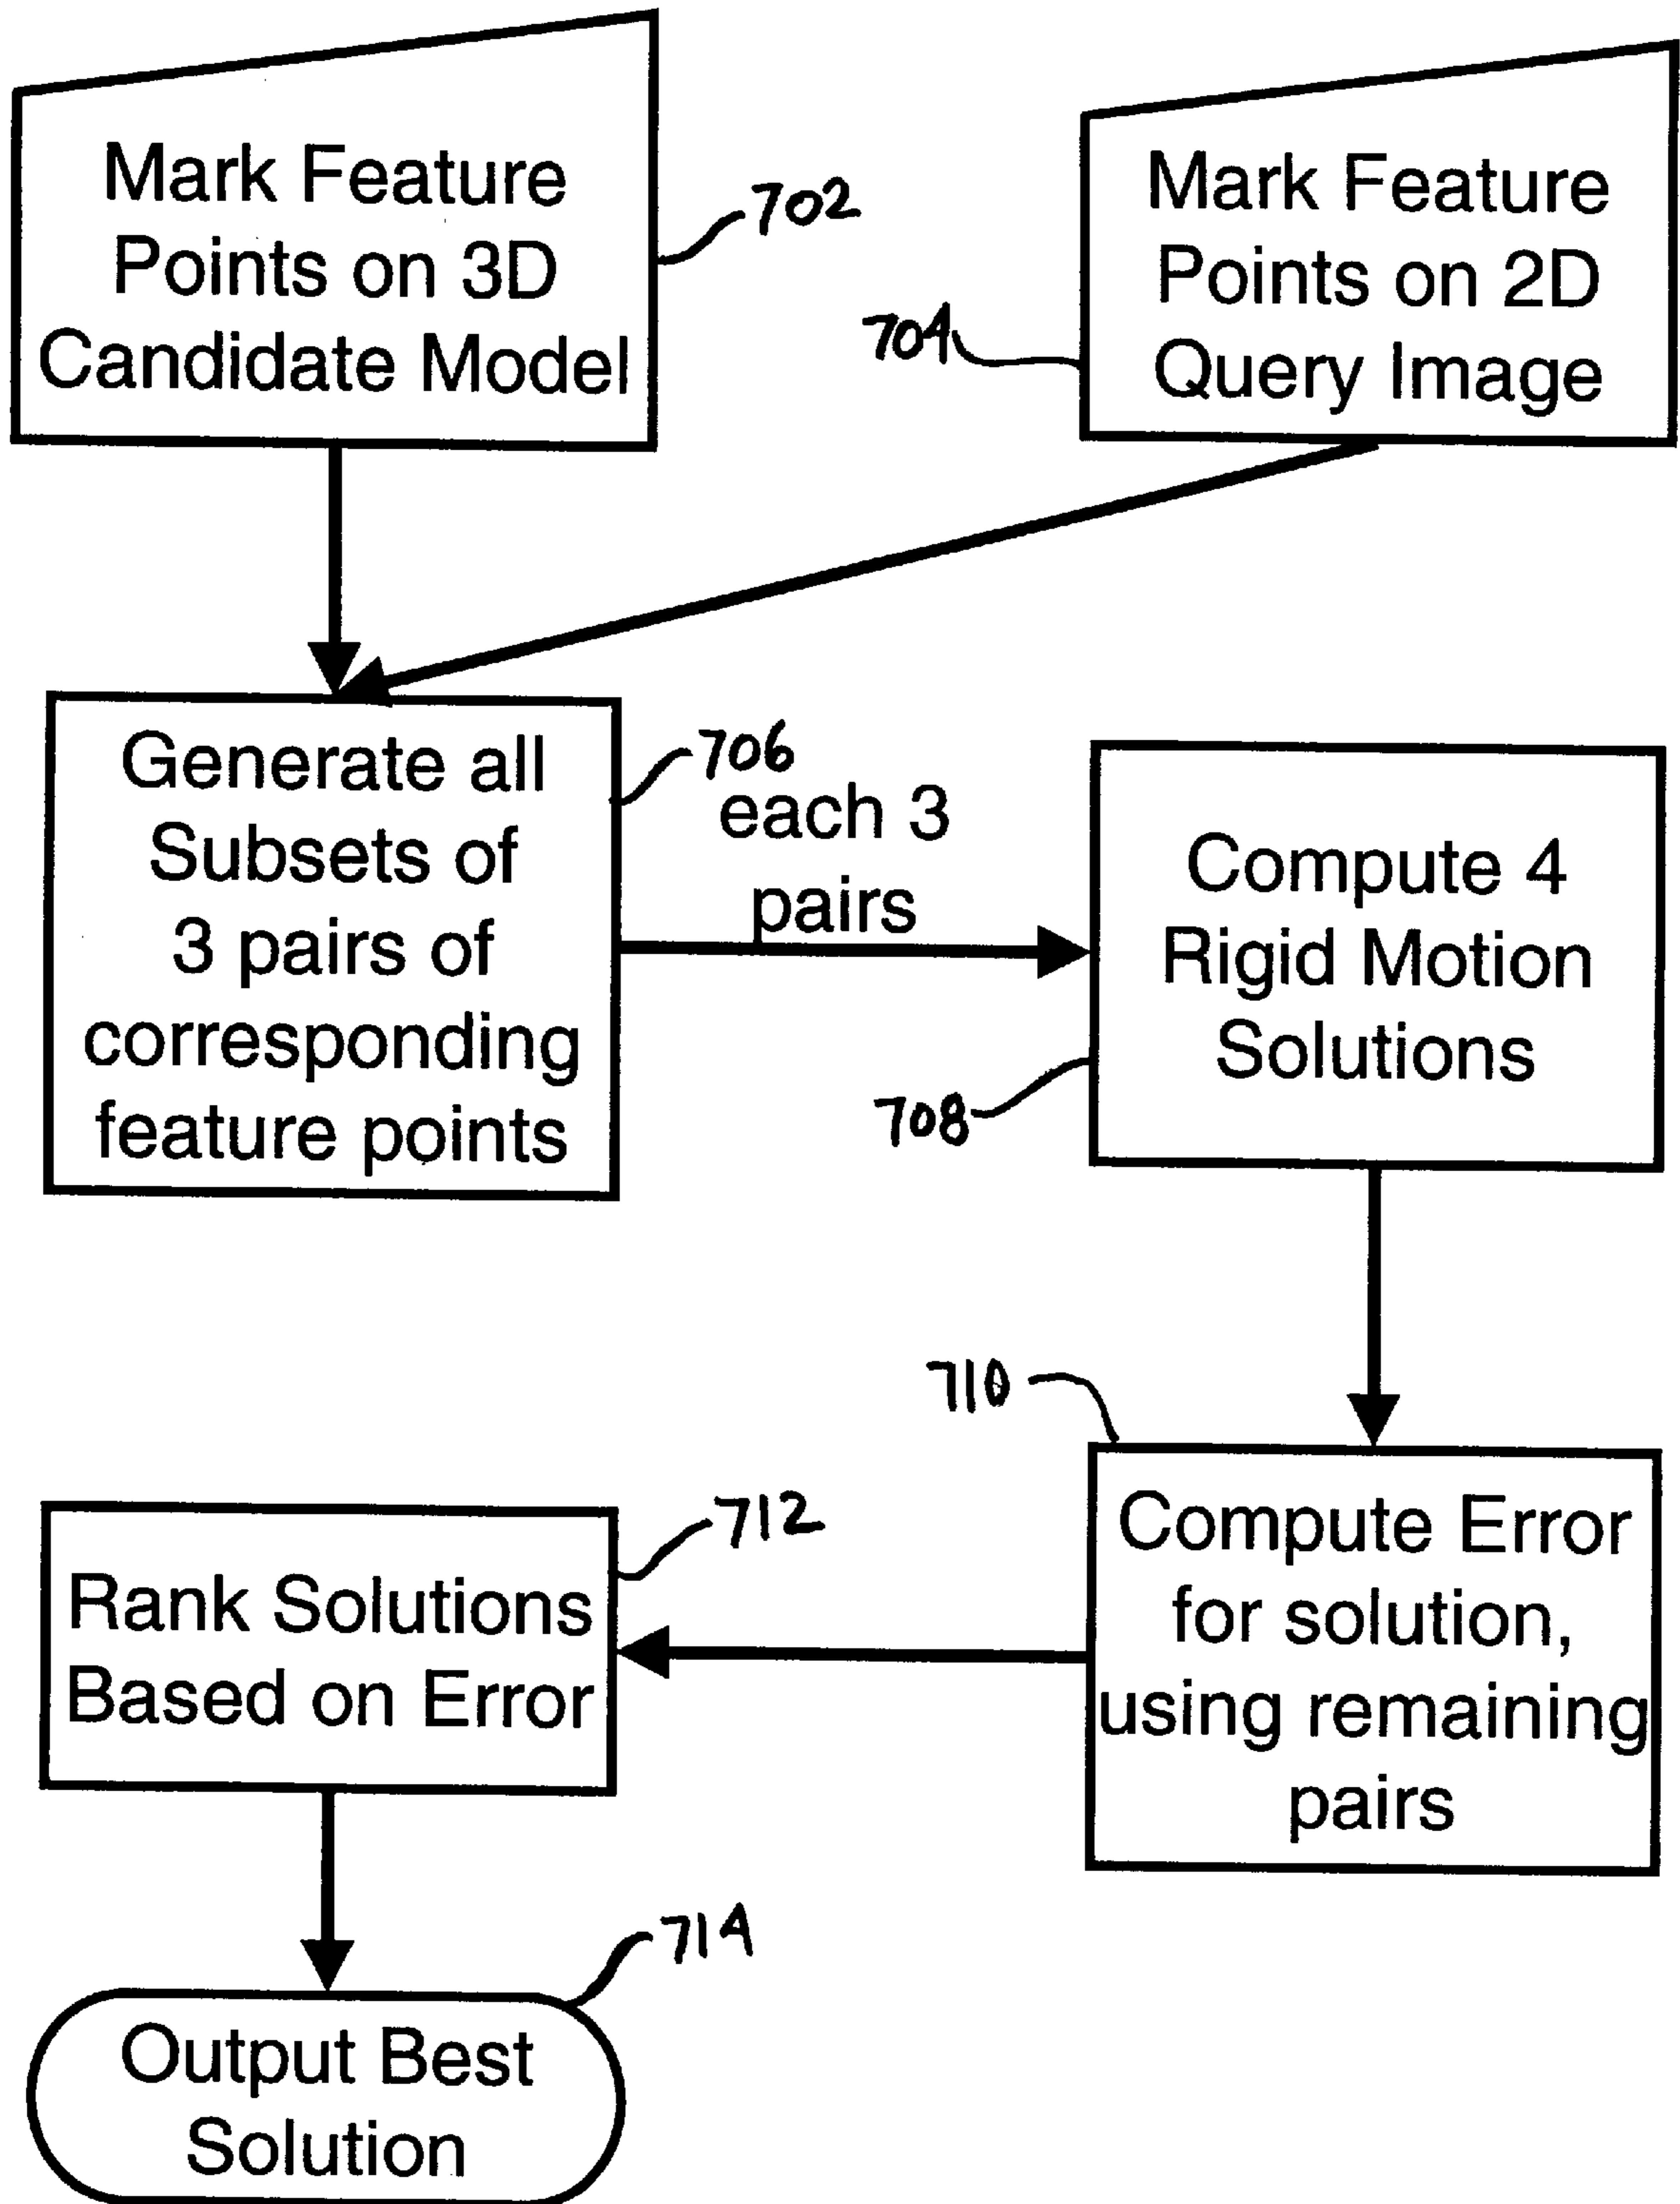 Mark Feature
Points on 3D
Candidate Model
702
Mark Feature
Points on 2D
Query Image
704
Generate all
Subsets of
3 pairs of
corresponding
feature points
706
each 3
pairs
Compute 4
Rigid Motion
Solutions
708
710
Compute Error
for solution,
using remaining
pairs
712
Rank Solutions
Based on Error
714
Output Best
Solution